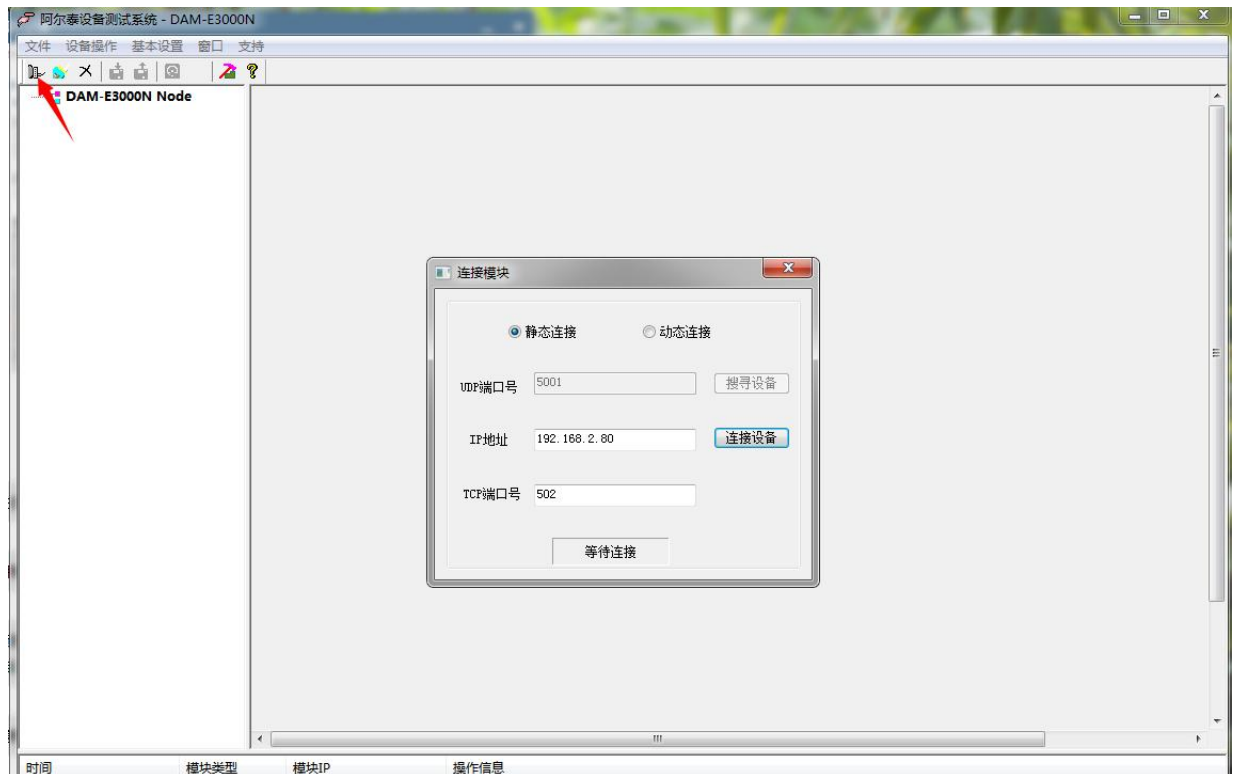 阿尔泰设备测试系统 - DAM-E3000N
文件 设备操作 基本设置 窗口 支持
DAM-E3000N Node
连接模块
静态连接 动态连接
UDP端口号 5001 搜寻设备
IP地址 192.168.2.80 连接设备
TCP端口号 502
等待连接
时间 模块类型 模块IP 操作信息